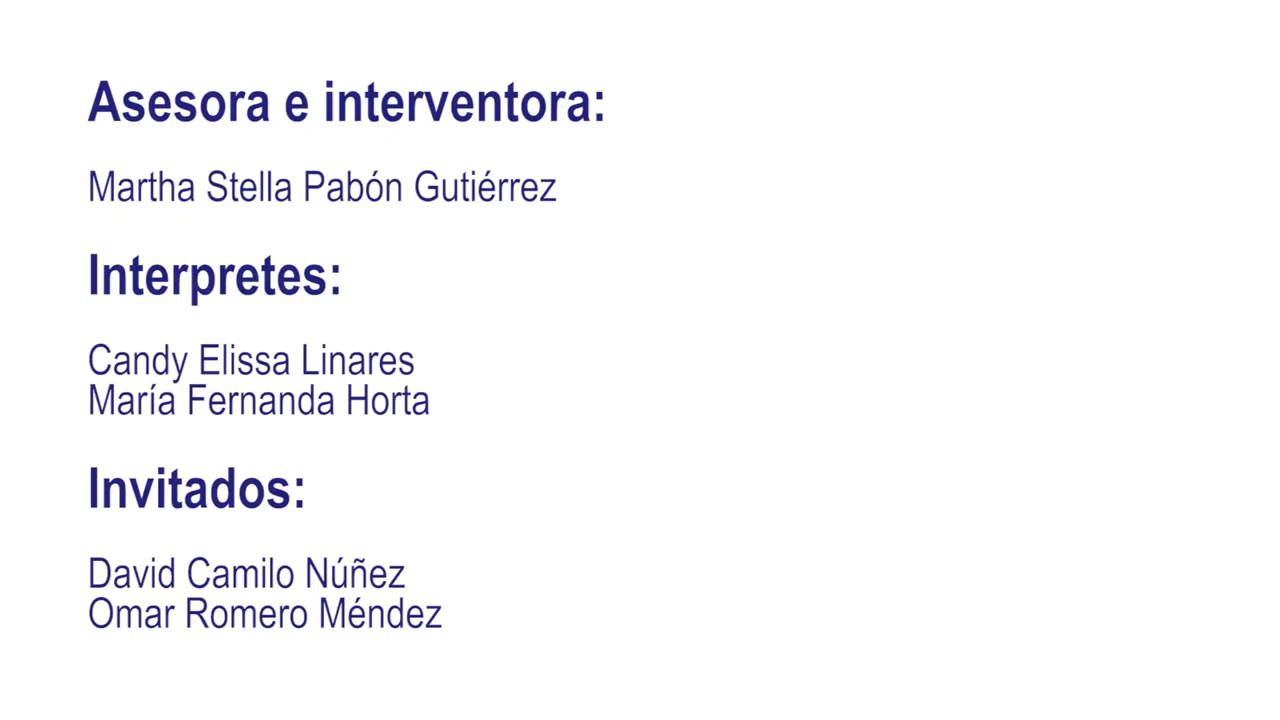 Asesora e interventora:
Martha Stella Pabón Gutiérrez
Interpretes:
Candy Elissa Linares
María Fernanda Horta
Invitados:
David Camilo Núñez
Omar Romero Méndez